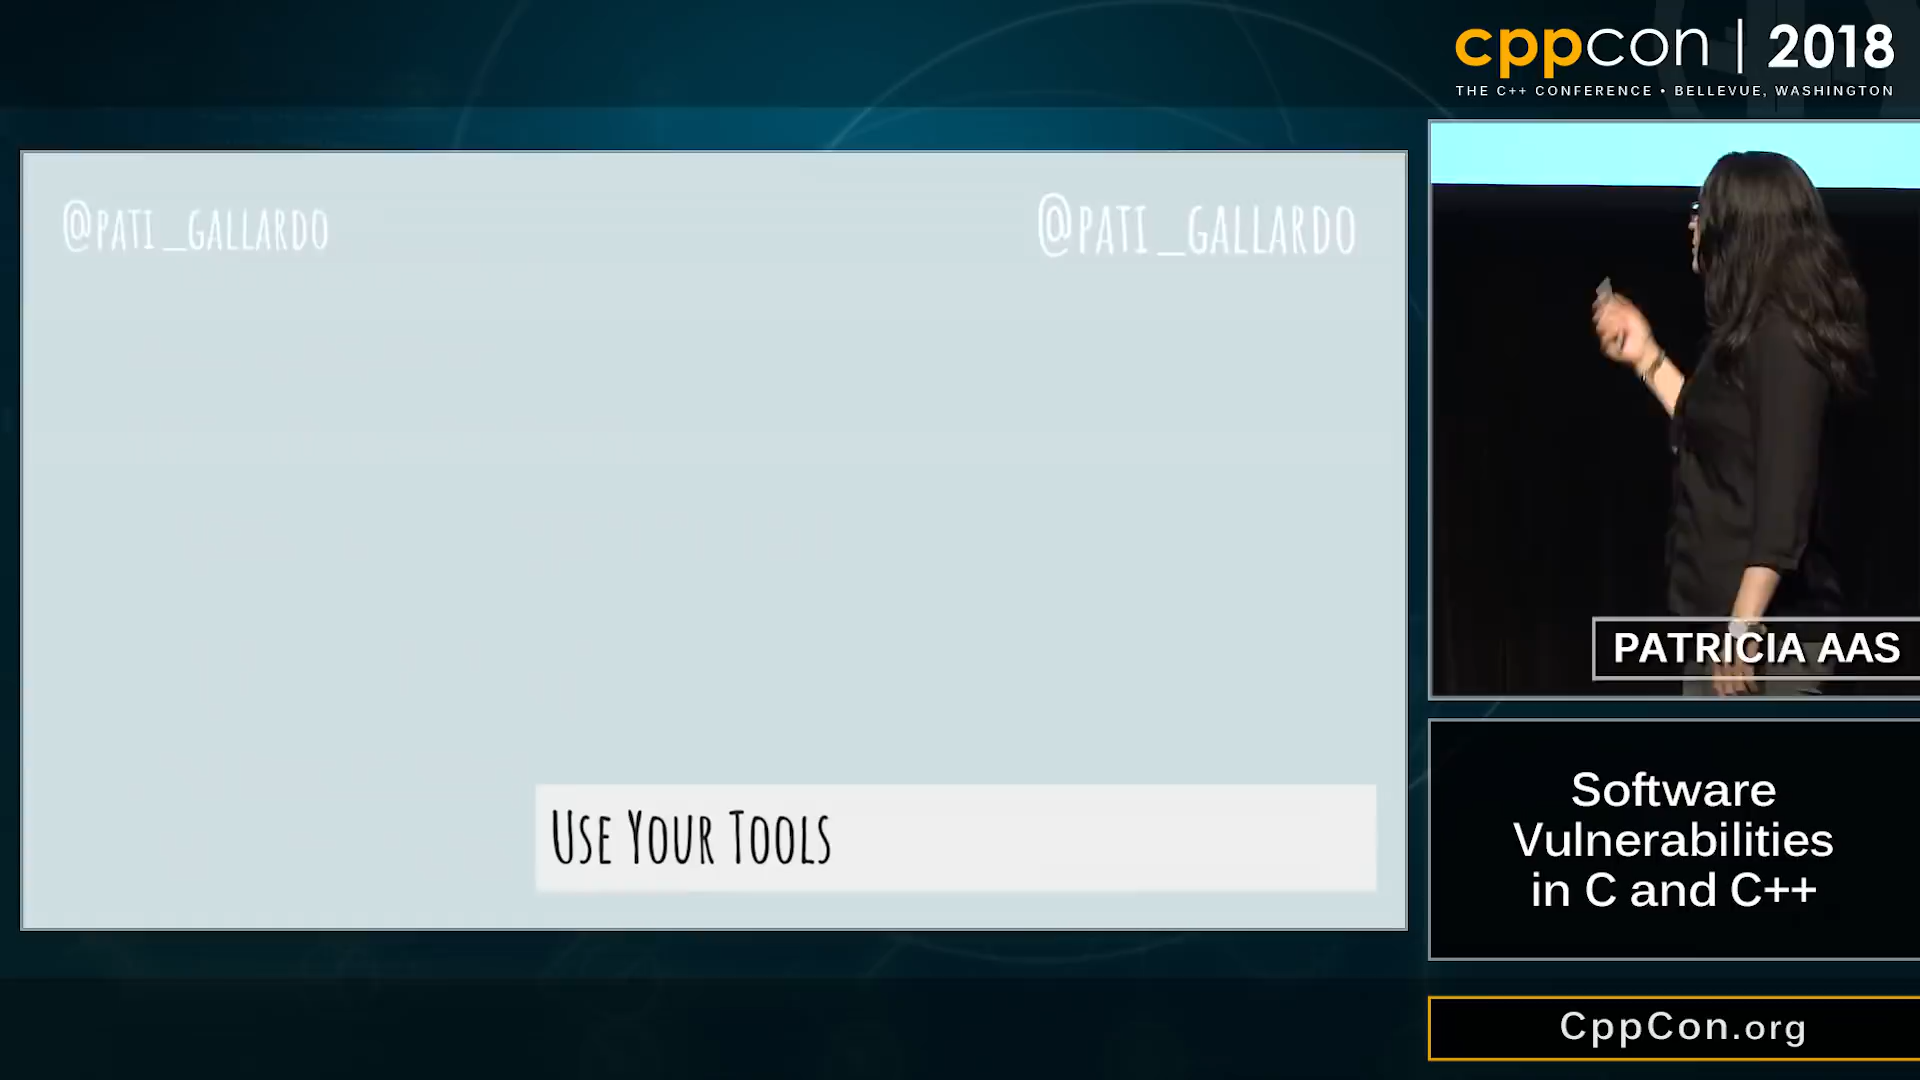 cppcon | 2018
THE C++ CONFERENCE • BELLEVUE, WASHINGTON
@PATI_GALLARDO
@PATI_GALLARDO
USE YOUR TOOLS
PATRICIA AAS
Software
Vulnerabilities
in C and C++
CppCon.org